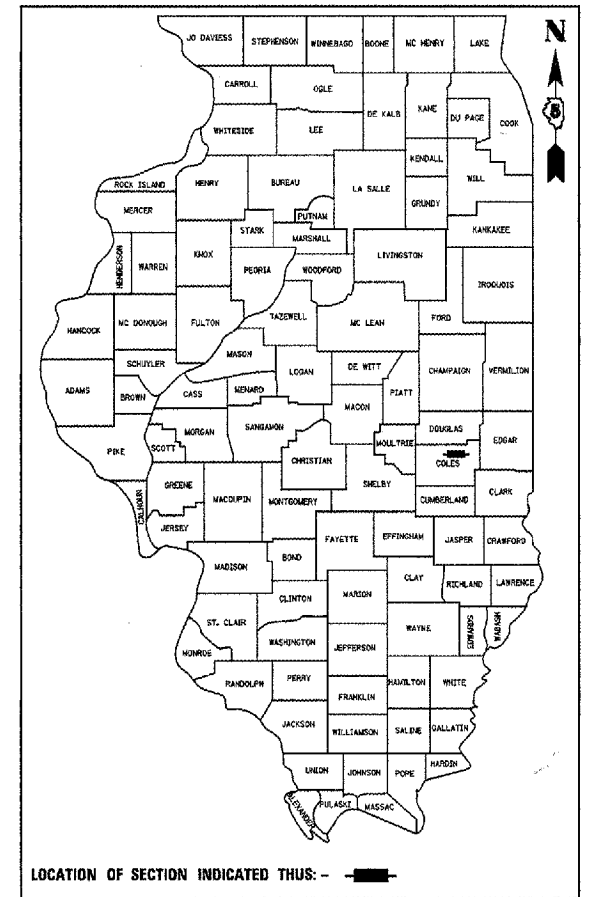 JO DAVIESS STEPHENSON WINNEBAGO BOONE MC HENRY LAKE
N
CARROLL OGLE
DE KALB KANE DU PAGE COOK
WHITESIDE LEE
KENDALL
WILL
ROCK ISLAND HENRY BUREAU LA SALLE
MERCER GRUNDY
PUTNAM
STARK KANKAKEE
MARSHALL
HENDERSON WARREN KNOX PEORIA WOODFORD LIVINGSTON
IROQUOIS
FORD
HANCOCK MC DONOUGH FULTON TAZEWELL MC LEAN
MASON
SCHUYLER LOGAN DE WITT CHAMPAIGN VERMILION
ADAMS BROWN CASS MENARD PIATT
MACON
MORGAN SANGAMON DOUGLAS
PIKE SCOTT MOULTRIE EDGAR
CHRISTIAN COLES
GREENE SHELBY
CALHOUN MACOUPIN MONTGOMERY CUMBERLAND CLARK
JERSEY
FAYETTE EFFINGHAM JASPER CRAWFORD
MADISON BOND
CLAY RICHLAND LAWRENCE
CLINTON MARION
ST. CLAIR WAYNE EDWARDS WABASH
WASHINGTON JEFFERSON
MONROE
RANDOLPH PERRY HAMILTON WHITE
FRANKLIN
JACKSON WILLIAMSON SALINE GALLATIN
UNION JOHNSON POPE HARDIN
ALEXANDER PULASKI MASSAC
LOCATION OF SECTION INDICATED THUS: -